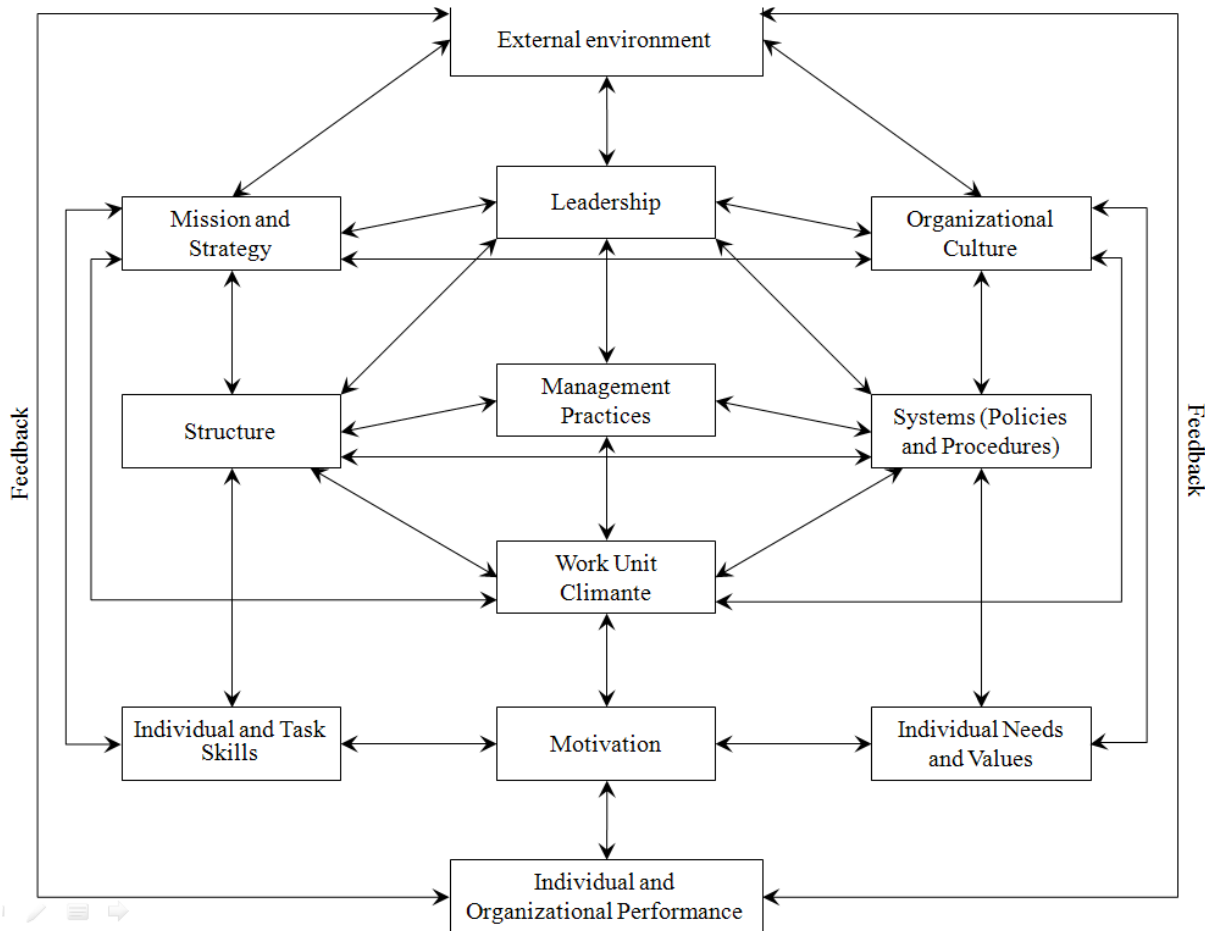 External environment
Leadership
Mission and
Strategy
Organizational
Culture
Management
Practices
Structure
Systems (Policies
and Procedures)
Feedback
Feedback
Work Unit
Climante
Individual and Task
Skills
Motivation
Individual Needs
and Values
Individual and
Organizational Performance